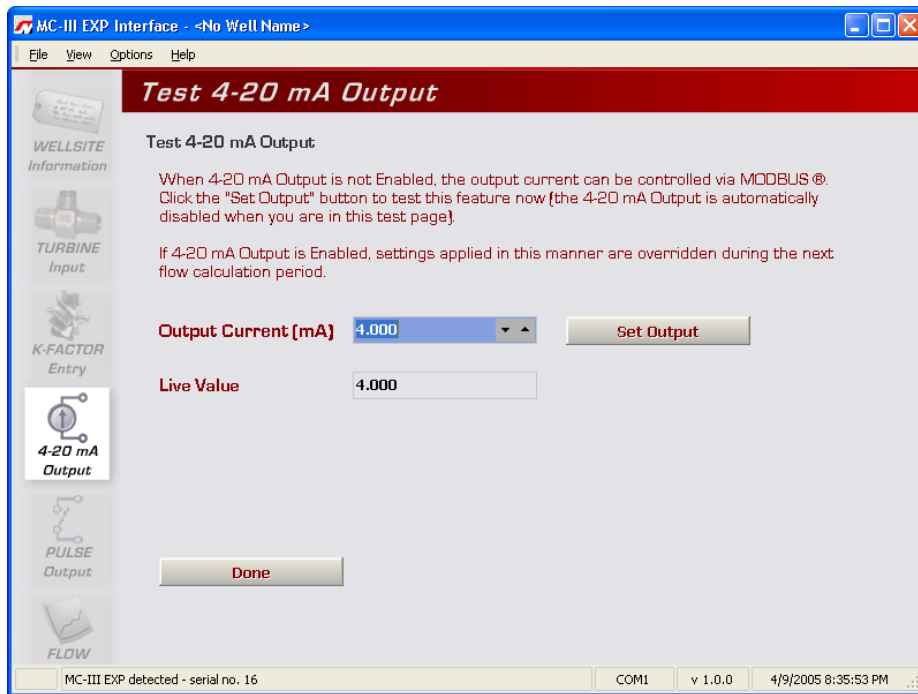 MC-III EXP Interface - <No Well Name>
File View Options Help
Test 4-20 mA Output
WELLSITE
Information
TURBINE
Input
K-FACTOR
Entry
4-20 mA
Output
PULSE
Output
FLOW
Test 4-20 mA Output
When 4-20 mA Output is not Enabled, the output current can be controlled via MODBUS ®.
Click the "Set Output" button to test this feature now (the 4-20 mA Output is automatically
disabled when you are in this test page).
If 4-20 mA Output is Enabled, settings applied in this manner are overridden during the next
flow calculation period.
Output Current (mA) 4.000 Set Output
Live Value 4.000
Done
MC-III EXP detected - serial no. 16 COM1 v 1.0.0 4/9/2005 8:35:53 PM